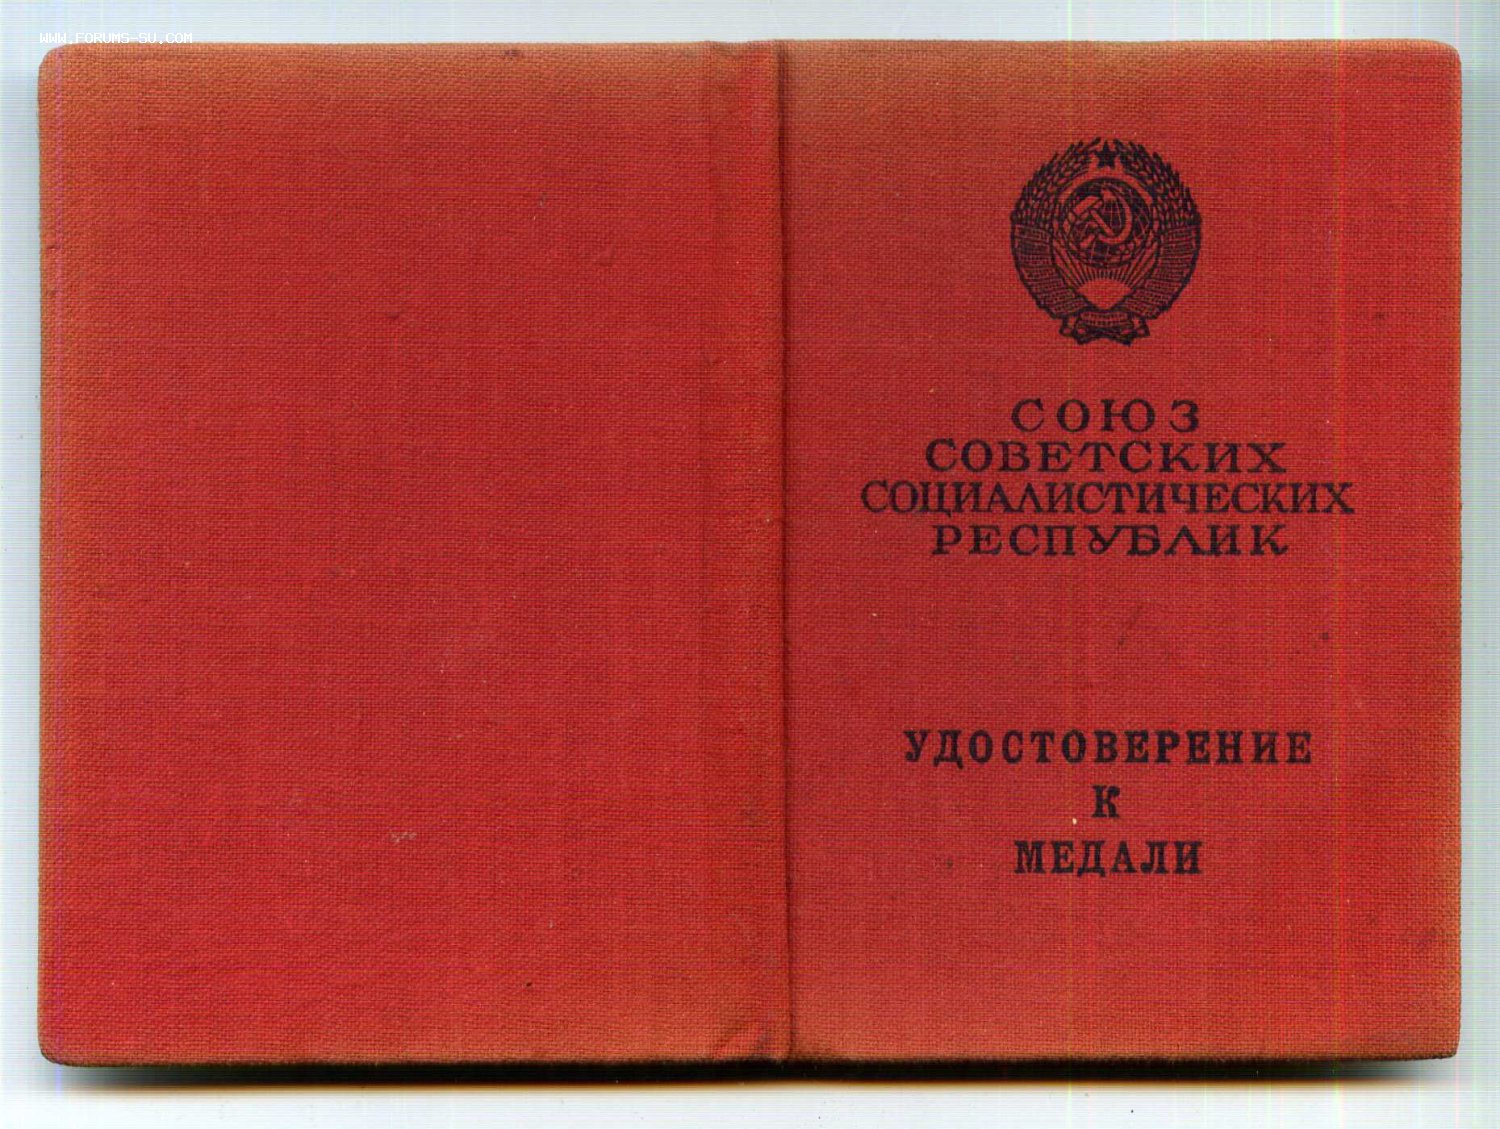 WWW.FORUMS-SU.COM
СОЮЗ
СОВЕТСКИХ
СОЦИАЛИСТИЧЕСКИХ
РЕСПУБЛИК
УДОСТОВЕРЕНИЕ
К
МЕДАЛИ